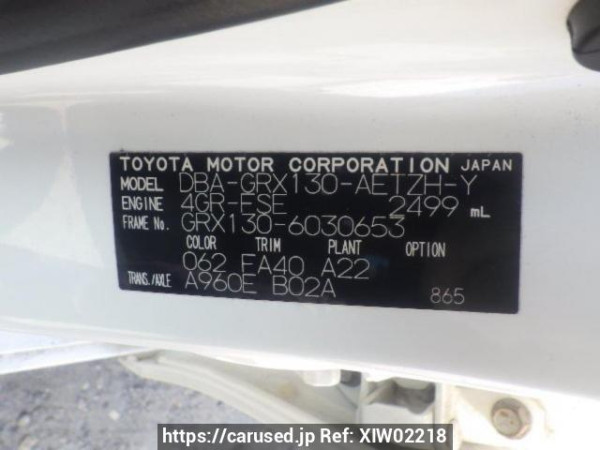 TOYOTA MOTOR CORPORATION JAPAN
MODEL DBA-GRX130-AETZH-Y
ENGINE 4GR-FSE 2499 mL
FRAME No. GRX130-6030653
COLOR TRIM PLANT OPTION
062 FA40 A22
TRANS./AXLE A960E B02A
865
https://carused.jp Ref: XIW02218